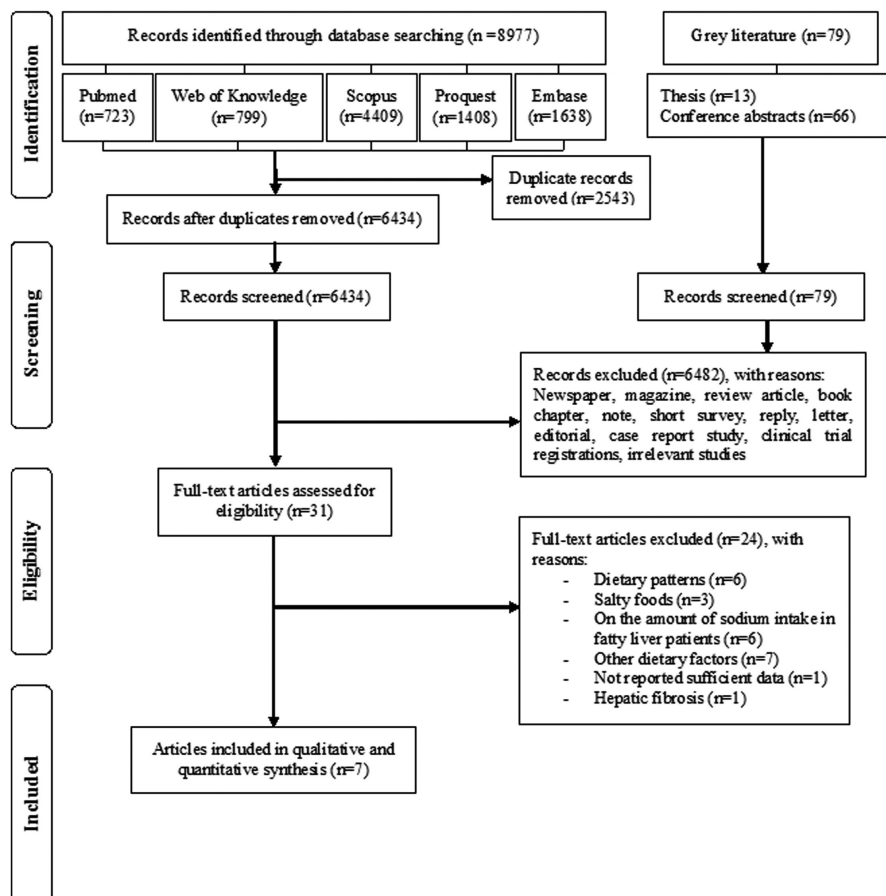 Identification
Records identified through database searching (n =8977)
Grey literature (n=79)
Pubmed
(n=723)
Web of Knowledge
(n=799)
Scopus
(n=4409)
Proquest
(n=1408)
Embase
(n=1638)
Thesis (n=13)
Conference abstracts (n=66)
Duplicate records
removed (n=2543)
Records after duplicates removed (n=6434)
Screening
Records screened (n=6434)
Records screened (n=79)
Records excluded (n=6482), with reasons:
Newspaper, magazine, review article, book
chapter, note, short survey, reply, letter,
editorial, case report study, clinical trial
registrations, irrelevant studies
Eligibility
Full-text articles assessed for
eligibility (n=31)
Full-text articles excluded (n=24), with
reasons:
- Dietary patterns (n=6)
- Salty foods (n=3)
- On the amount of sodium intake in
fatty liver patients (n=6)
- Other dietary factors (n=7)
- Not reported sufficient data (n=1)
- Hepatic fibrosis (n=1)
Included
Articles included in qualitative and
quantitative synthesis (n=7)